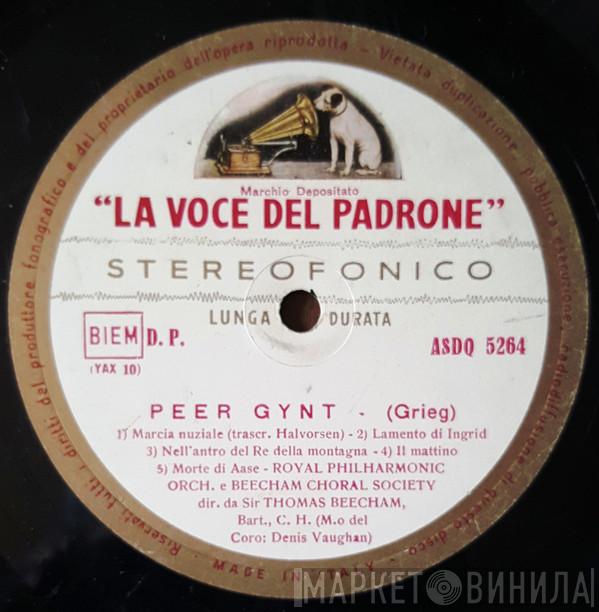 Riservati tutti i diritti del produttore fonografico e del proprietario dell'opera riprodotta - Vietata duplicazione, pubblica esecuzione radiodiffusione di questo disco
Marchio Depositato
"LA VOCE DEL PADRONE"
STEREOFONICO
LUNGA DURATA
BIEM D. P.
(YAX 10)
ASDQ 5264
PEER GYNT - (Grieg)
1) Marcia nuziale (trascr. Halvorsen) - 2) Lamento di Ingrid
3) Nell'antro del Re della montagna - 4) Il mattino
5) Morte di Aase - ROYAL PHILHARMONIC
ORCH. e BEECHAM CHORAL SOCIETY
dir. da Sir THOMAS BEECHAM,
Bart., C. H. (M.o del
Coro: Denis Vaughan)
MADE IN ITALY
МАРКЕТ ВИНИЛА